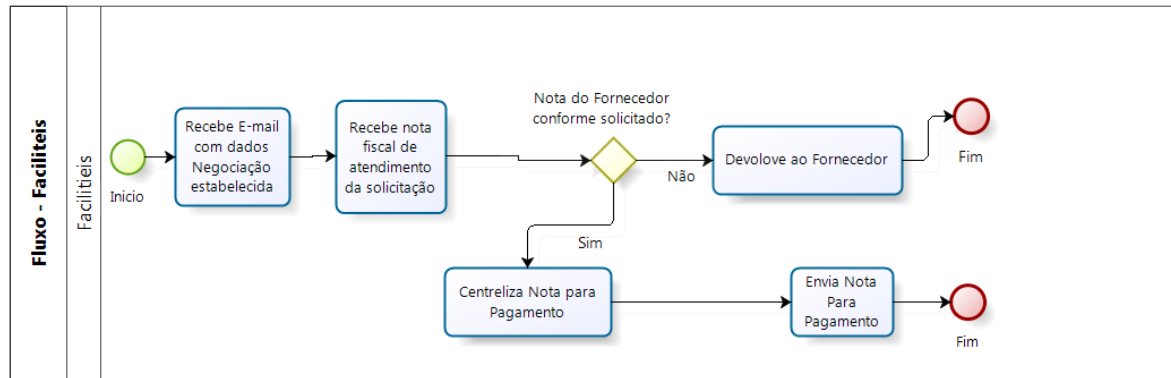 Fluxo - Faciliteis
Facilitieis
Inicio
Recebe E-mail
com dados
Negociação
estabelecida
Recebe nota
fiscal de
atendimento
da solicitação
Nota do Fornecedor
conforme solicitado?
Não
Devolove ao Fornecedor
Fim
Sim
Centreliza Nota para
Pagamento
Envia Nota
Para
Pagamento
Fim